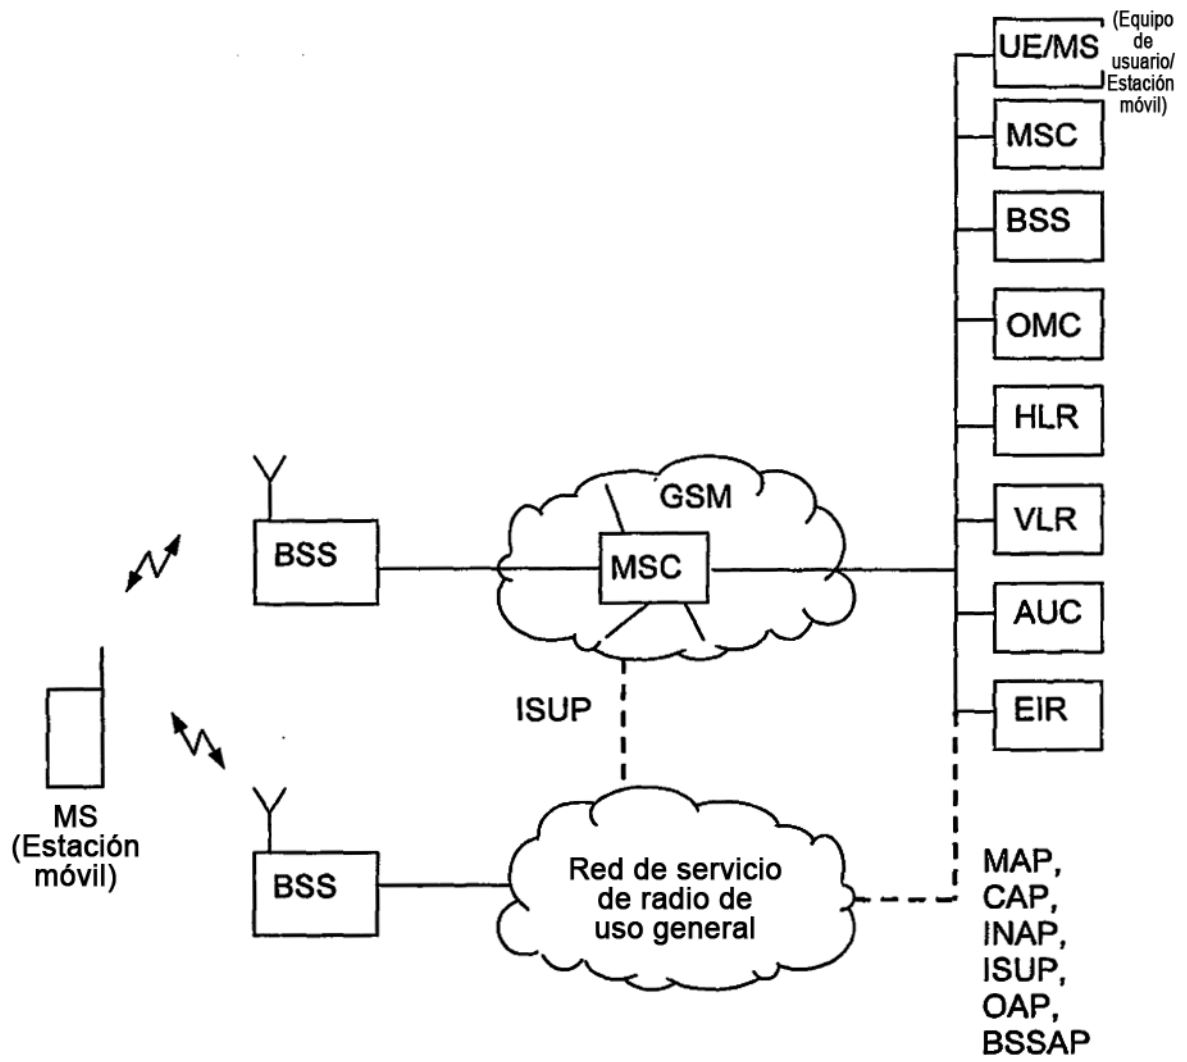 UE/MS
(Equipo
de
usuario/
Estación
móvil)
MSC
BSS
OMC
HLR
VLR
AUC
EIR
GSM
MSC
BSS
ISUP
MS
(Estación
móvil)
BSS
Red de servicio
de radio de
uso general
MAP,
CAP,
INAP,
ISUP,
OAP,
BSSAP